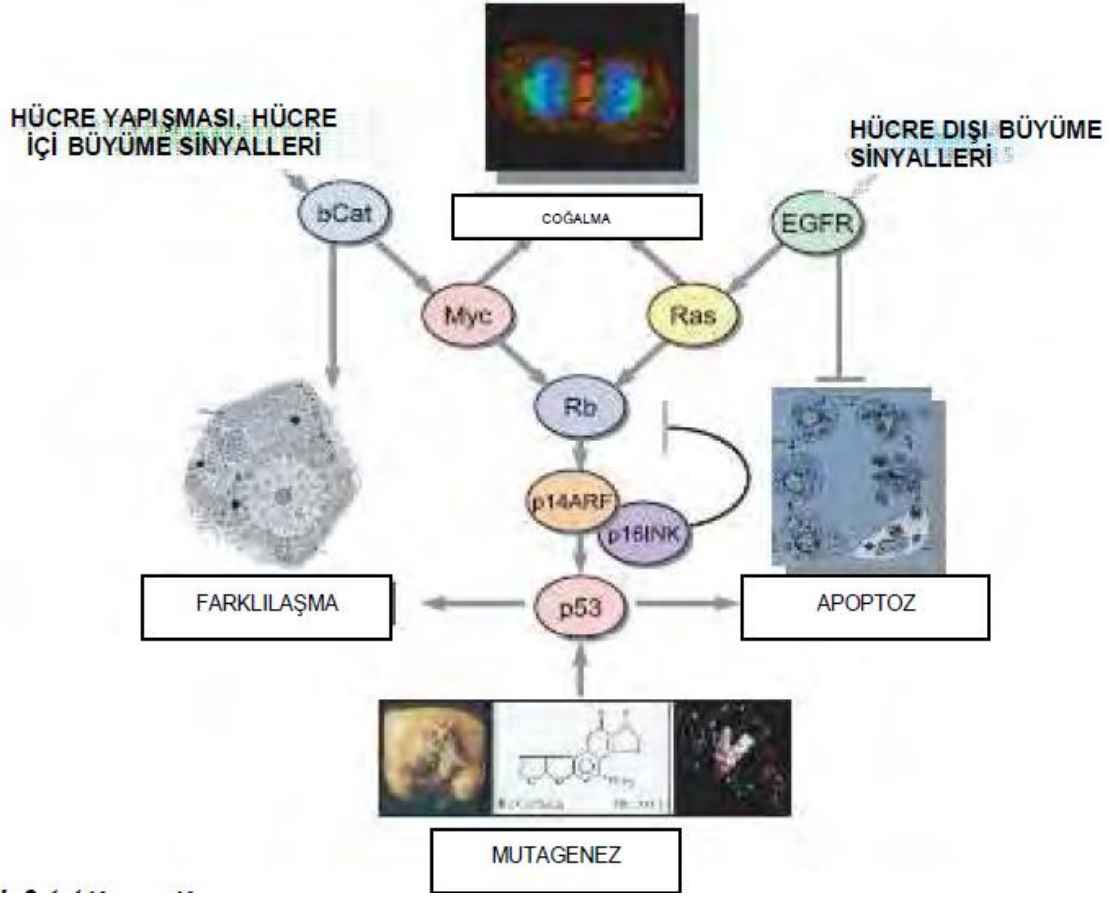 HÜCRE YAPIŞMASI, HÜCRE
İÇİ BÜYÜME SİNYALLERİ
HÜCRE DIŞI BÜYÜME
SİNYALLERİ
bCat
COĞALMA
EGFR
Myc
Ras
Rb
p14ARF
p16INK
FARKLILAŞMA
p53
APOPTOZ
MUTAGENEZ